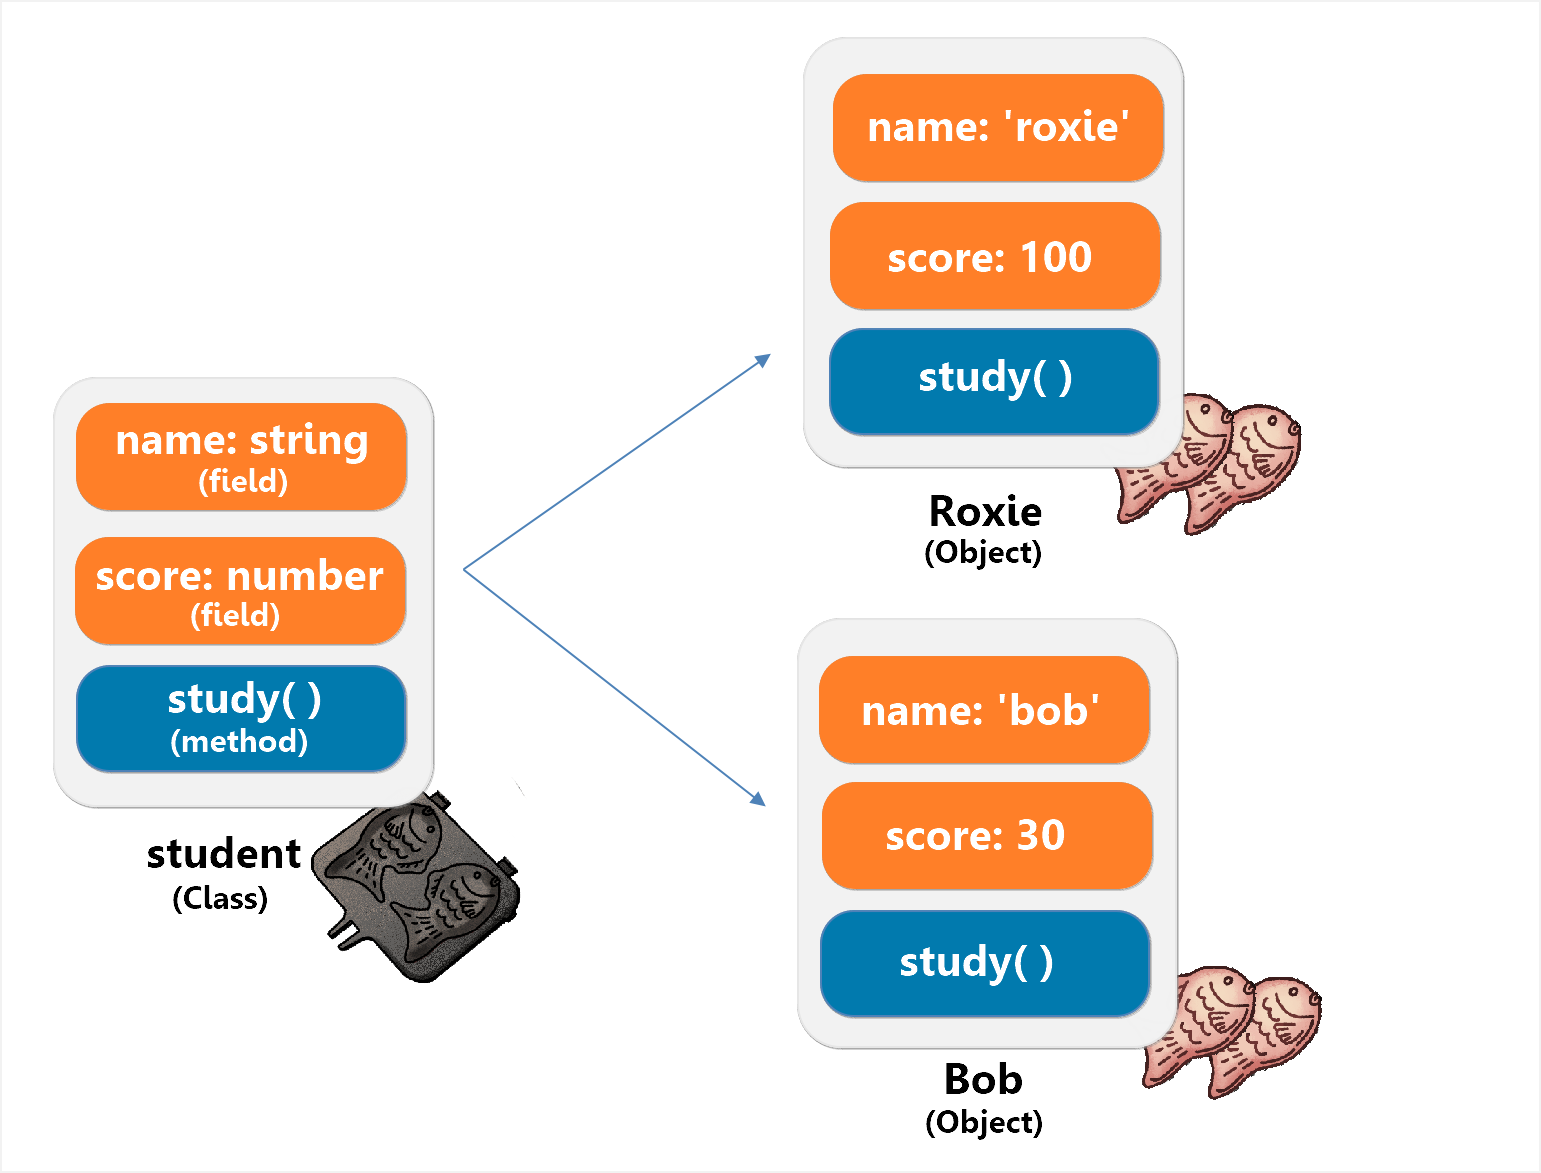 name: string
(field)
score: number
(field)
study( )
(method)
student
(Class)
name: 'roxie'
score: 100
study( )
Roxie
(Object)
name: 'bob'
score: 30
study( )
Bob
(Object)